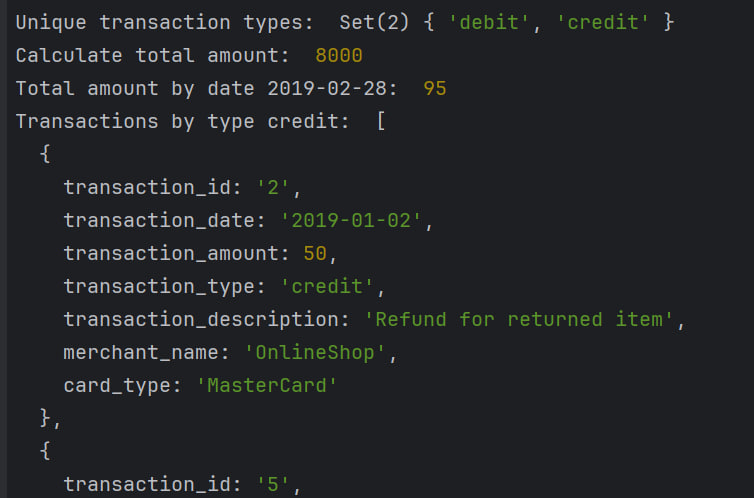 Unique transaction types:  Set(2) { 'debit', 'credit' }
Calculate total amount:  8000
Total amount by date 2019-02-28:  95
Transactions by type credit:  [
  {
    transaction_id: '2',
    transaction_date: '2019-01-02',
    transaction_amount: 50,
    transaction_type: 'credit',
    transaction_description: 'Refund for returned item',
    merchant_name: 'OnlineShop',
    card_type: 'MasterCard'
  },
  {
    transaction_id: '5',